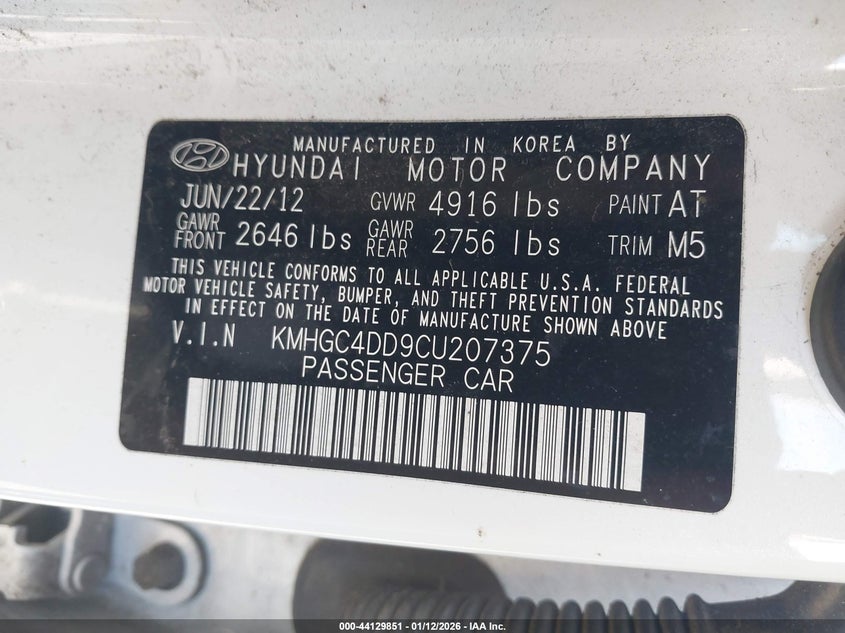 MANUFACTURED IN KOREA BY
HYUNDAI MOTOR COMPANY
JUN/22/12 GVWR 4916 lbs PAINT AT
GAWR FRONT 2646 lbs GAWR REAR 2756 lbs TRIM M5
THIS VEHICLE CONFORMS TO ALL APPLICABLE U.S.A. FEDERAL
MOTOR VEHICLE SAFETY, BUMPER, AND THEFT PREVENTION STANDARDS
IN EFFECT ON THE DATE OF MANUFACTURE SHOWN ABOVE
V.I.N KMHGC4DD9CU207375
PASSENGER CAR
000-44129851 - 01/12/2026 - IAA Inc.